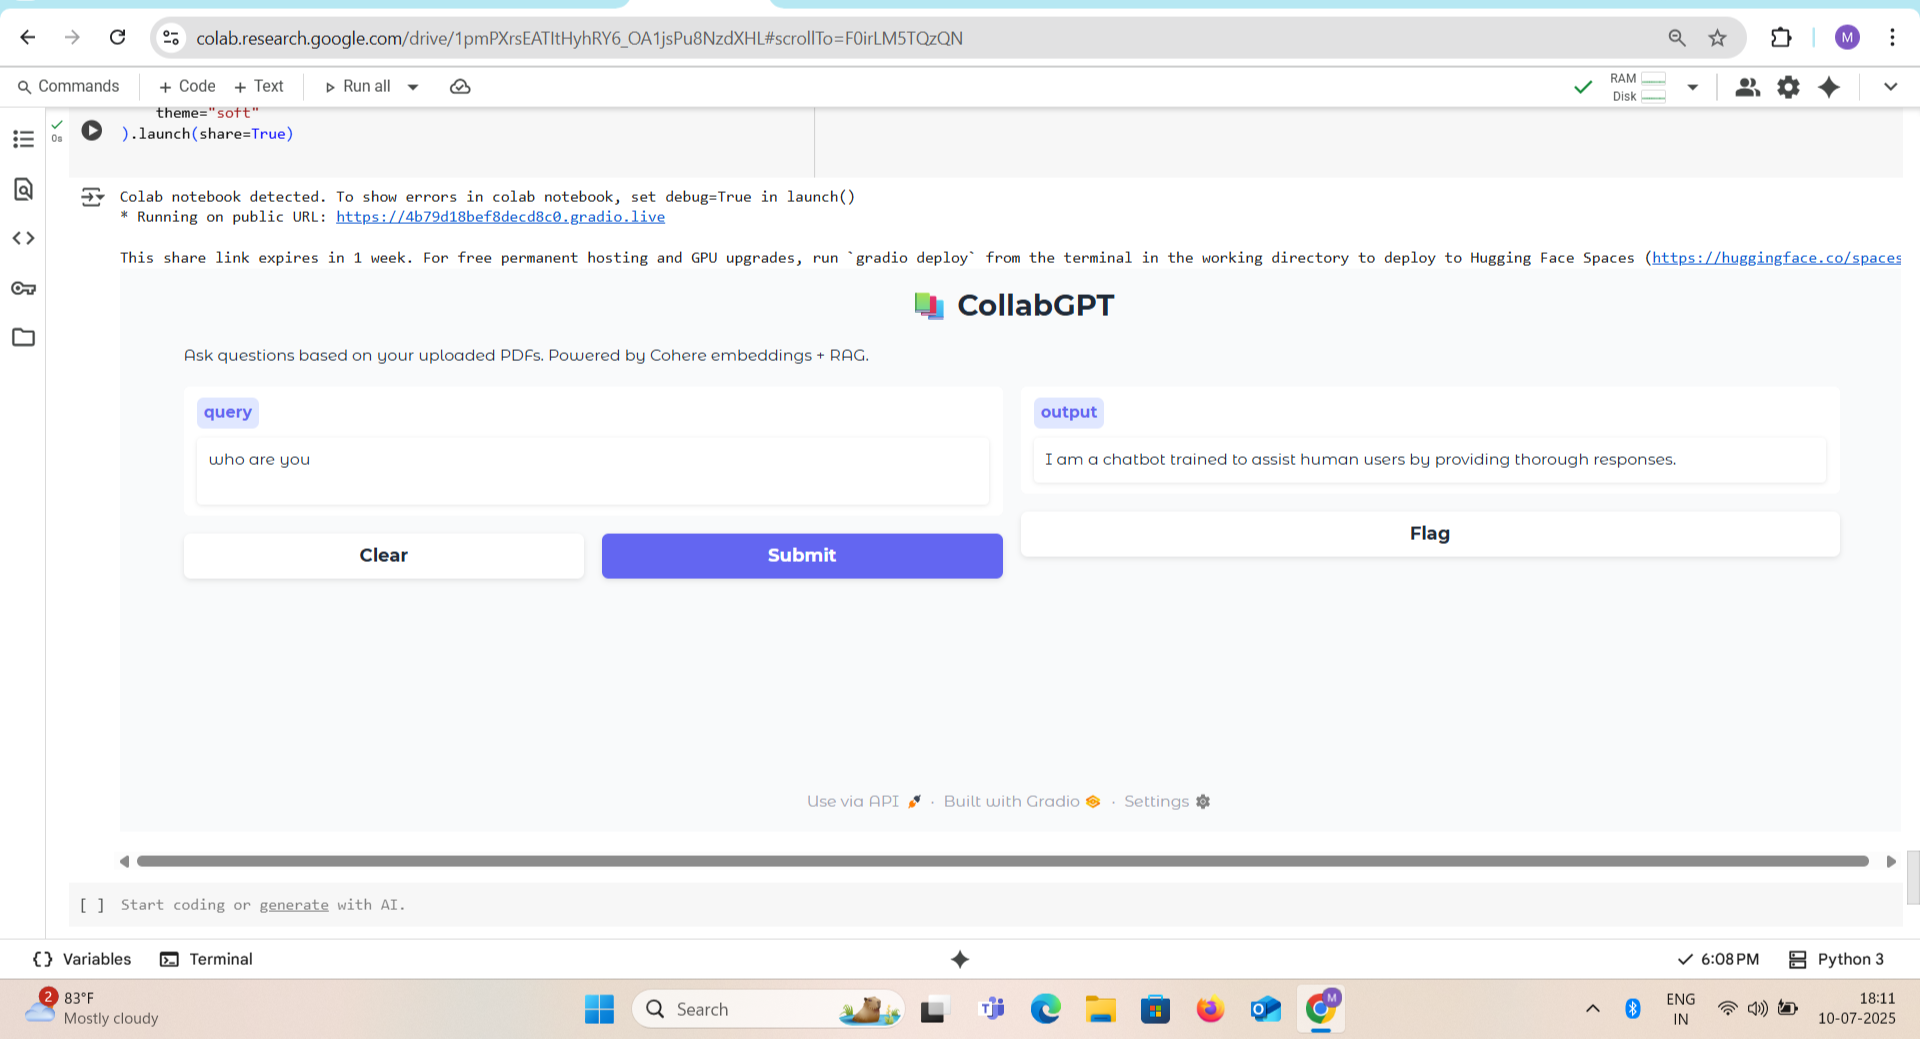 colab.research.google.com/drive/1pmPXrsEATltHyhRY6_OA1jsPu8NzdXHL#scrollTo=F0irLM5TQzQN
M
Commands + Code + Text Run all
RAM
Disk
theme="soft"
0s
).launch(share=True)
Colab notebook detected. To show errors in colab notebook, set debug=True in launch()
* Running on public URL: https://4b79d18bef8decd8c0.gradio.live
This share link expires in 1 week. For free permanent hosting and GPU upgrades, run `gradio deploy` from the terminal in the working directory to deploy to Hugging Face Spaces (https://huggingface.co/spaces
CollabGPT
Ask questions based on your uploaded PDFs. Powered by Cohere embeddings + RAG.
query
who are you
Clear
Submit
output
I am a chatbot trained to assist human users by providing thorough responses.
Flag
Use via API · Built with Gradio · Settings
[ ] Start coding or generate with AI.
{} Variables Terminal
6:08 PM Python 3
2
83°F
Mostly cloudy
Search
M
ENG
IN
18:11
10-07-2025